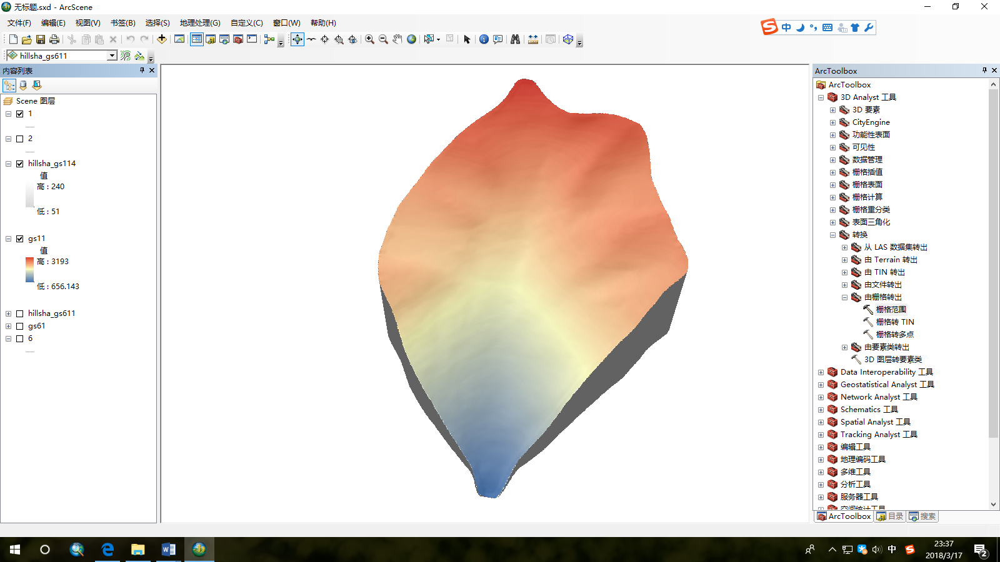 无标题.sxd - ArcScene
文件(F) 编辑(E) 视图(V) 书签(B) 选择(S) 地理处理(G) 自定义(C) 窗口(W) 帮助(H)
中
hillsha_gs611
内容列表
Scene 图层
1
2
hillsha_gs114
值
高 : 240
低 : 51
gs11
值
高 : 3193
低 : 656.143
hillsha_gs611
gs61
6
ArcToolbox
ArcToolbox
3D Analyst 工具
3D 要素
CityEngine
功能性表面
可见性
数据管理
栅格插值
栅格表面
栅格计算
栅格重分类
表面三角化
转换
从 LAS 数据集转出
由 Terrain 转出
由 TIN 转出
由文件转出
由栅格转出
栅格范围
栅格转 TIN
栅格转多点
由要素类转出
3D 图层转要素类
Data Interoperability 工具
Geostatistical Analyst 工具
Network Analyst 工具
Schematics 工具
Spatial Analyst 工具
Tracking Analyst 工具
编辑工具
地理编码工具
多维工具
分析工具
服务器工具
空间统计工具
ArcToolbox 目录 搜索
中
23:37
2018/3/17
2